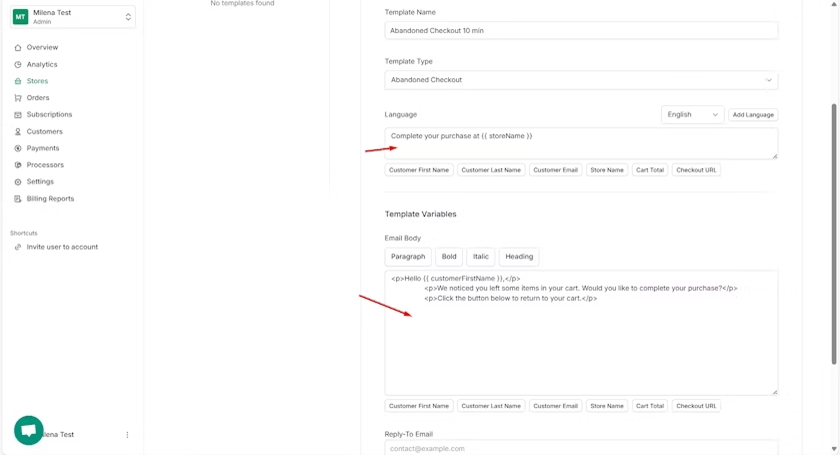 MT
Milena Test
Admin
Overview
Analytics
Stores
Orders
Subscriptions
Customers
Payments
Processors
Settings
Billing Reports
Shortcuts
Invite user to account
lena Test
No templates found
Template Name
Abandoned Checkout 10 min
Template Type
Abandoned Checkout
Language
English
Add Language
Complete your purchase at {{ storeName }}
Customer First Name Customer Last Name Customer Email Store Name Cart Total Checkout URL
Template Variables
Email Body
Paragraph Bold Italic Heading
<p>Hello {{ customerFirstName }},</p>
<p>We noticed you left some items in your cart. Would you like to complete your purchase?</p>
<p>Click the button below to return to your cart.</p>
Customer First Name Customer Last Name Customer Email Store Name Cart Total Checkout URL
Reply-To Email
contact@example.com